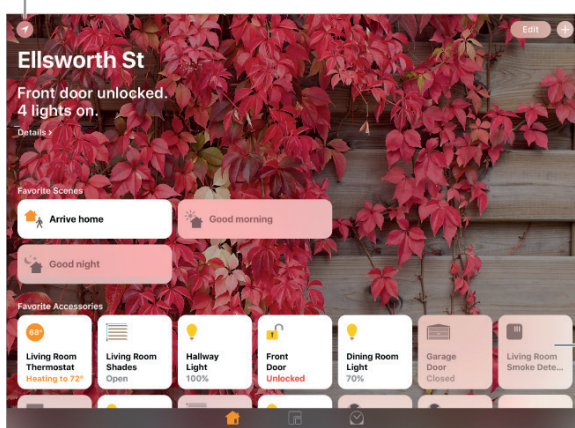 Edit
Ellsworth St
Front door unlocked.
4 lights on.
Details >
Favorite Scenes
Arrive home
Good morning
Good night
Favorite Accessories
68°
Living Room
Thermostat
Heating to 72°
Living Room
Shades
Open
Hallway
Light
100%
Front
Door
Unlocked
Dining Room
Light
70%
Garage
Door
Closed
Living Room
Smoke Dete...